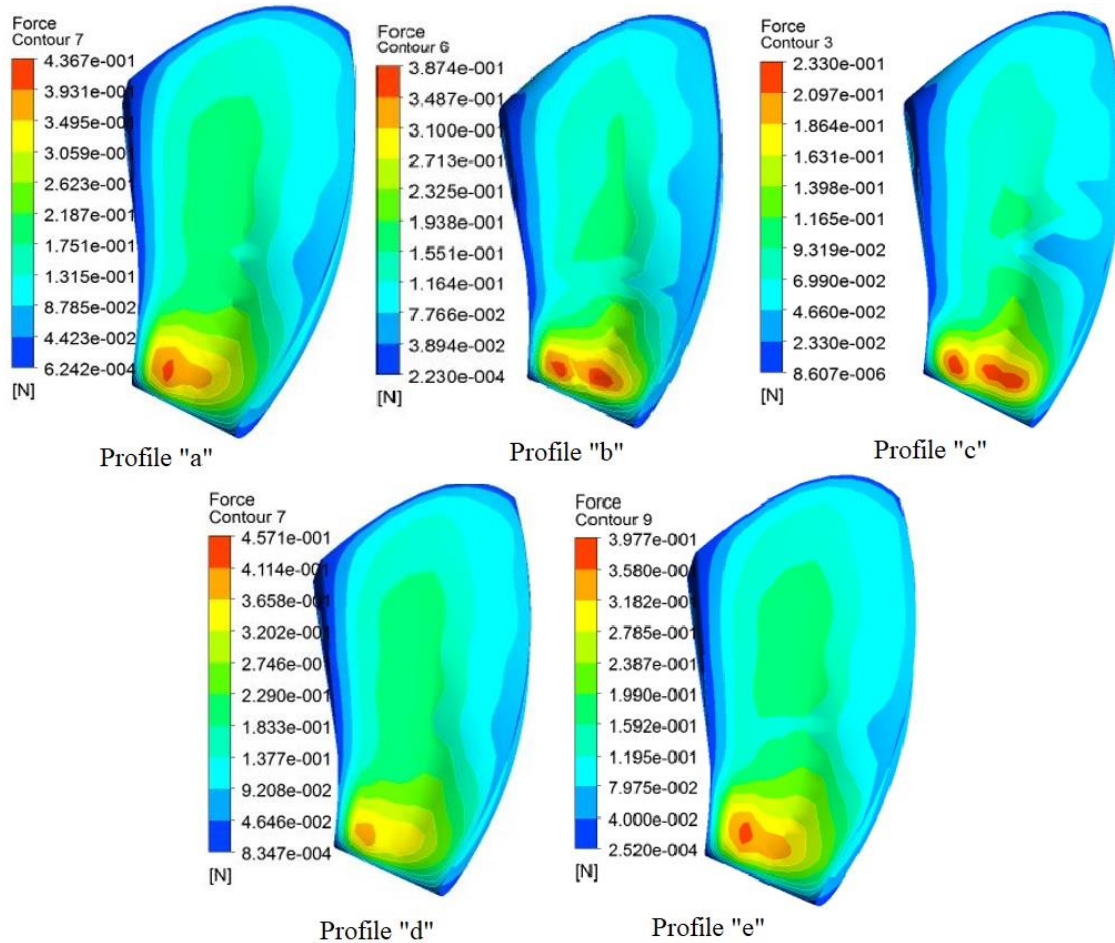 Force
Contour 7
4.367e-001
3.931e-001
3.495e-001
3.059e-001
2.623e-001
2.187e-001
1.751e-001
1.315e-001
8.785e-002
4.423e-002
6.242e-004
[N]
Profile "a"
Force
Contour 6
3.874e-001
3.487e-001
3.100e-001
2.713e-001
2.325e-001
1.938e-001
1.551e-001
1.164e-001
7.766e-002
3.894e-002
2.230e-004
[N]
Profile "b"
Force
Contour 3
2.330e-001
2.097e-001
1.864e-001
1.631e-001
1.398e-001
1.165e-001
9.319e-002
6.990e-002
4.660e-002
2.330e-002
8.607e-006
[N]
Profile "c"
Force
Contour 7
4.571e-001
4.114e-001
3.658e-001
3.202e-001
2.746e-001
2.290e-001
1.833e-001
1.377e-001
9.208e-002
4.646e-002
8.347e-004
[N]
Profile "d"
Force
Contour 9
3.977e-001
3.580e-001
3.182e-001
2.785e-001
2.387e-001
1.990e-001
1.592e-001
1.195e-001
7.975e-002
4.000e-002
2.520e-004
[N]
Profile "e"